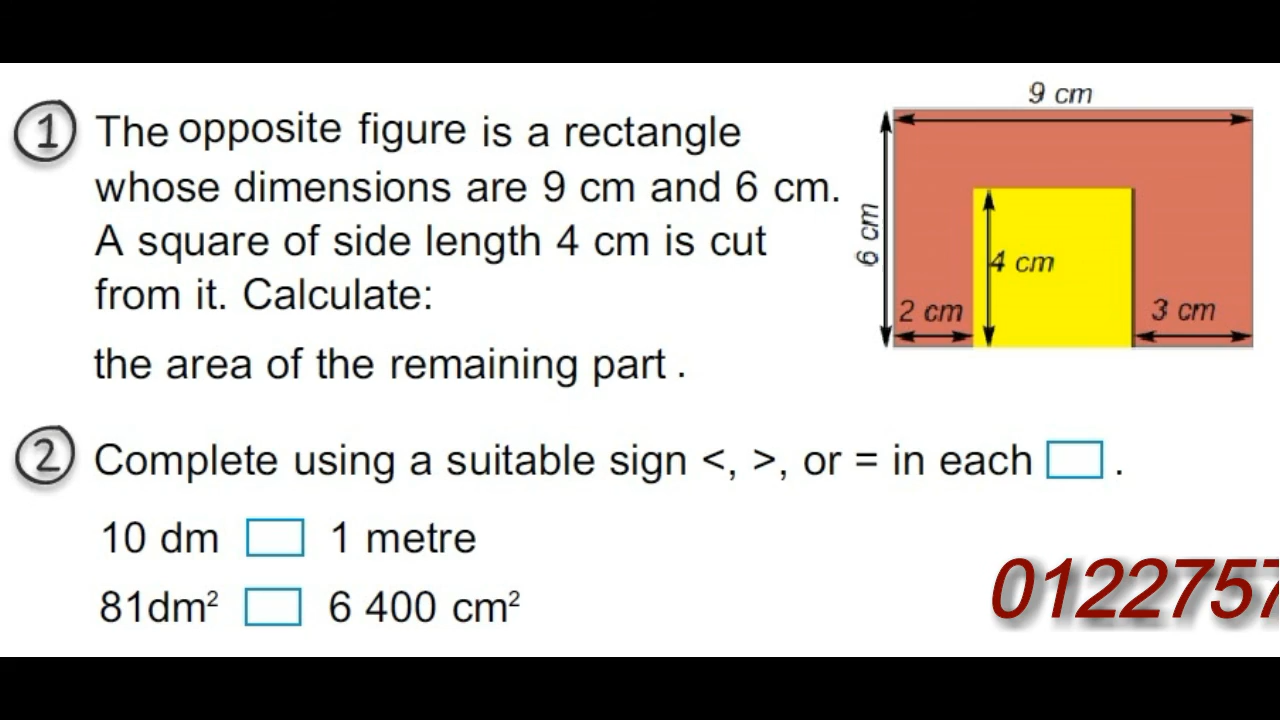 1 The opposite figure is a rectangle
whose dimensions are 9 cm and 6 cm.
A square of side length 4 cm is cut
from it. Calculate:
the area of the remaining part .
9 cm
6 cm
4 cm
2 cm
3 cm
2 Complete using a suitable sign <, >, or = in each □ .
10 dm □ 1 metre
81dm² □ 6 400 cm²
0122757